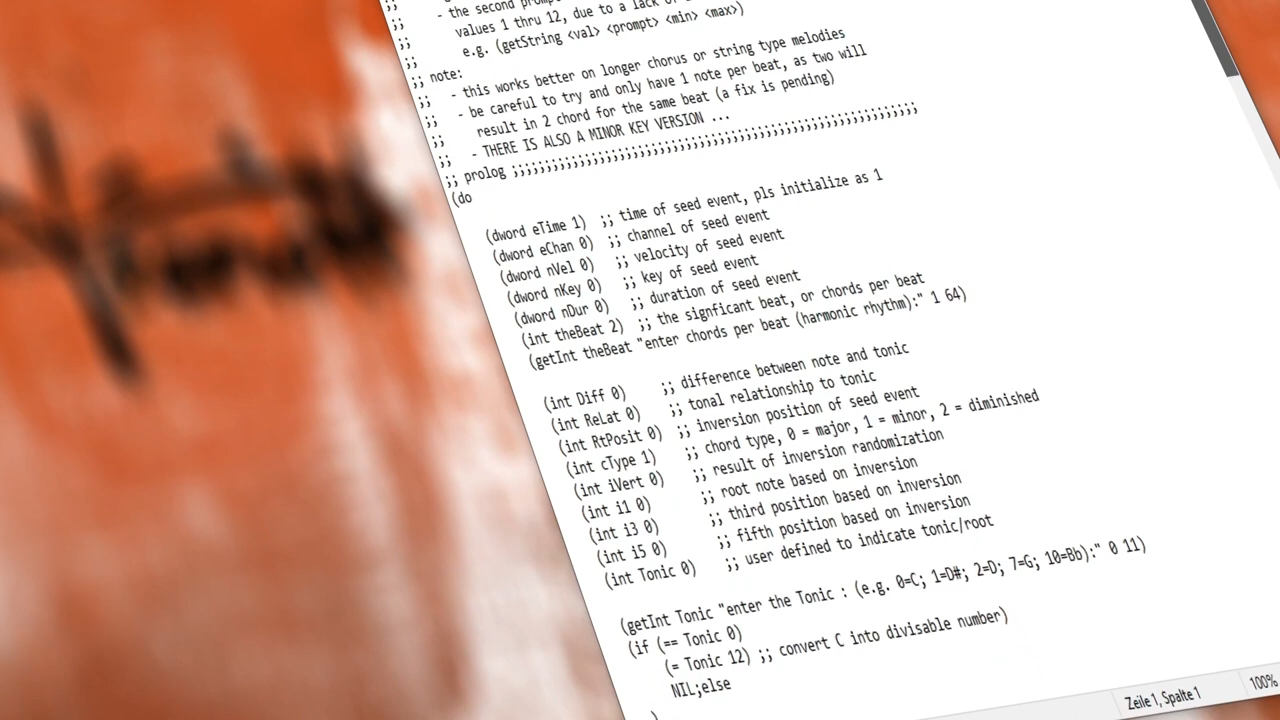 ;; - the second
;; values 1 thru 12, due to a lack of
;; e.g. (getString <val> <prompt> <min> <max>)
;; note:
;; - this works better on longer chorus or string type melodies
;; - be careful to try and only have 1 note per beat, as two will
;; result in 2 chord for the same beat (a fix is pending)
;; - THERE IS ALSO A MINOR KEY VERSION ...
;; prolog ;;;;;;;;;;;;;;;;;;;;;;;;;;;;;;;;;;;;;;;;;;;;;;;;;;;;;;;;;;;;;;;;
(do
(dword eTime 1) ;; time of seed event, pls initialize as 1
(dword eChan 0) ;; channel of seed event
(dword nVel 0) ;; velocity of seed event
(dword nKey 0) ;; key of seed event
(dword nDur 0) ;; duration of seed event
(int theBeat 2) ;; the signficant beat, or chords per beat
(getInt theBeat "enter chords per beat (harmonic rhythm):" 1 64)
(int Diff 0) ;; difference between note and tonic
(int ReLat 0) ;; tonal relationship to tonic
(int RtPosit 0) ;; inversion position of seed event
(int cType 1) ;; chord type, 0 = major, 1 = minor, 2 = diminished
(int iVert 0) ;; result of inversion randomization
(int i1 0) ;; root note based on inversion
(int i3 0) ;; third position based on inversion
(int i5 0) ;; fifth position based on inversion
(int Tonic 0) ;; user defined to indicate tonic/root
(getInt Tonic "enter the Tonic : (e.g. 0=C; 1=D#; 2=D; 7=G; 10=Bb):" 0 11)
(if (== Tonic 0)
(= Tonic 12) ;; convert C into divisable number)
NIL;else
)
Zeile 1, Spalte 1
100%